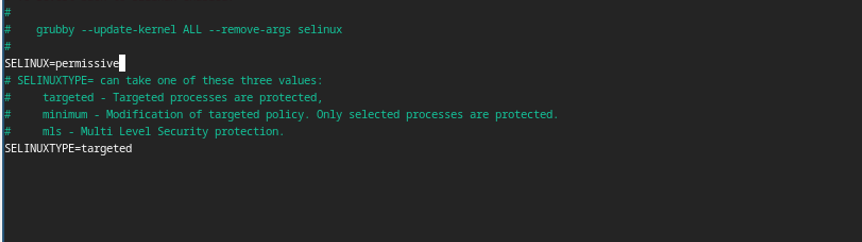 #
#    grubby --update-kernel ALL --remove-args selinux
#
SELINUX=permissive
# SELINUXTYPE= can take one of these three values:
#     targeted - Targeted processes are protected,
#     minimum - Modification of targeted policy. Only selected processes are protected.
#     mls - Multi Level Security protection.
SELINUXTYPE=targeted